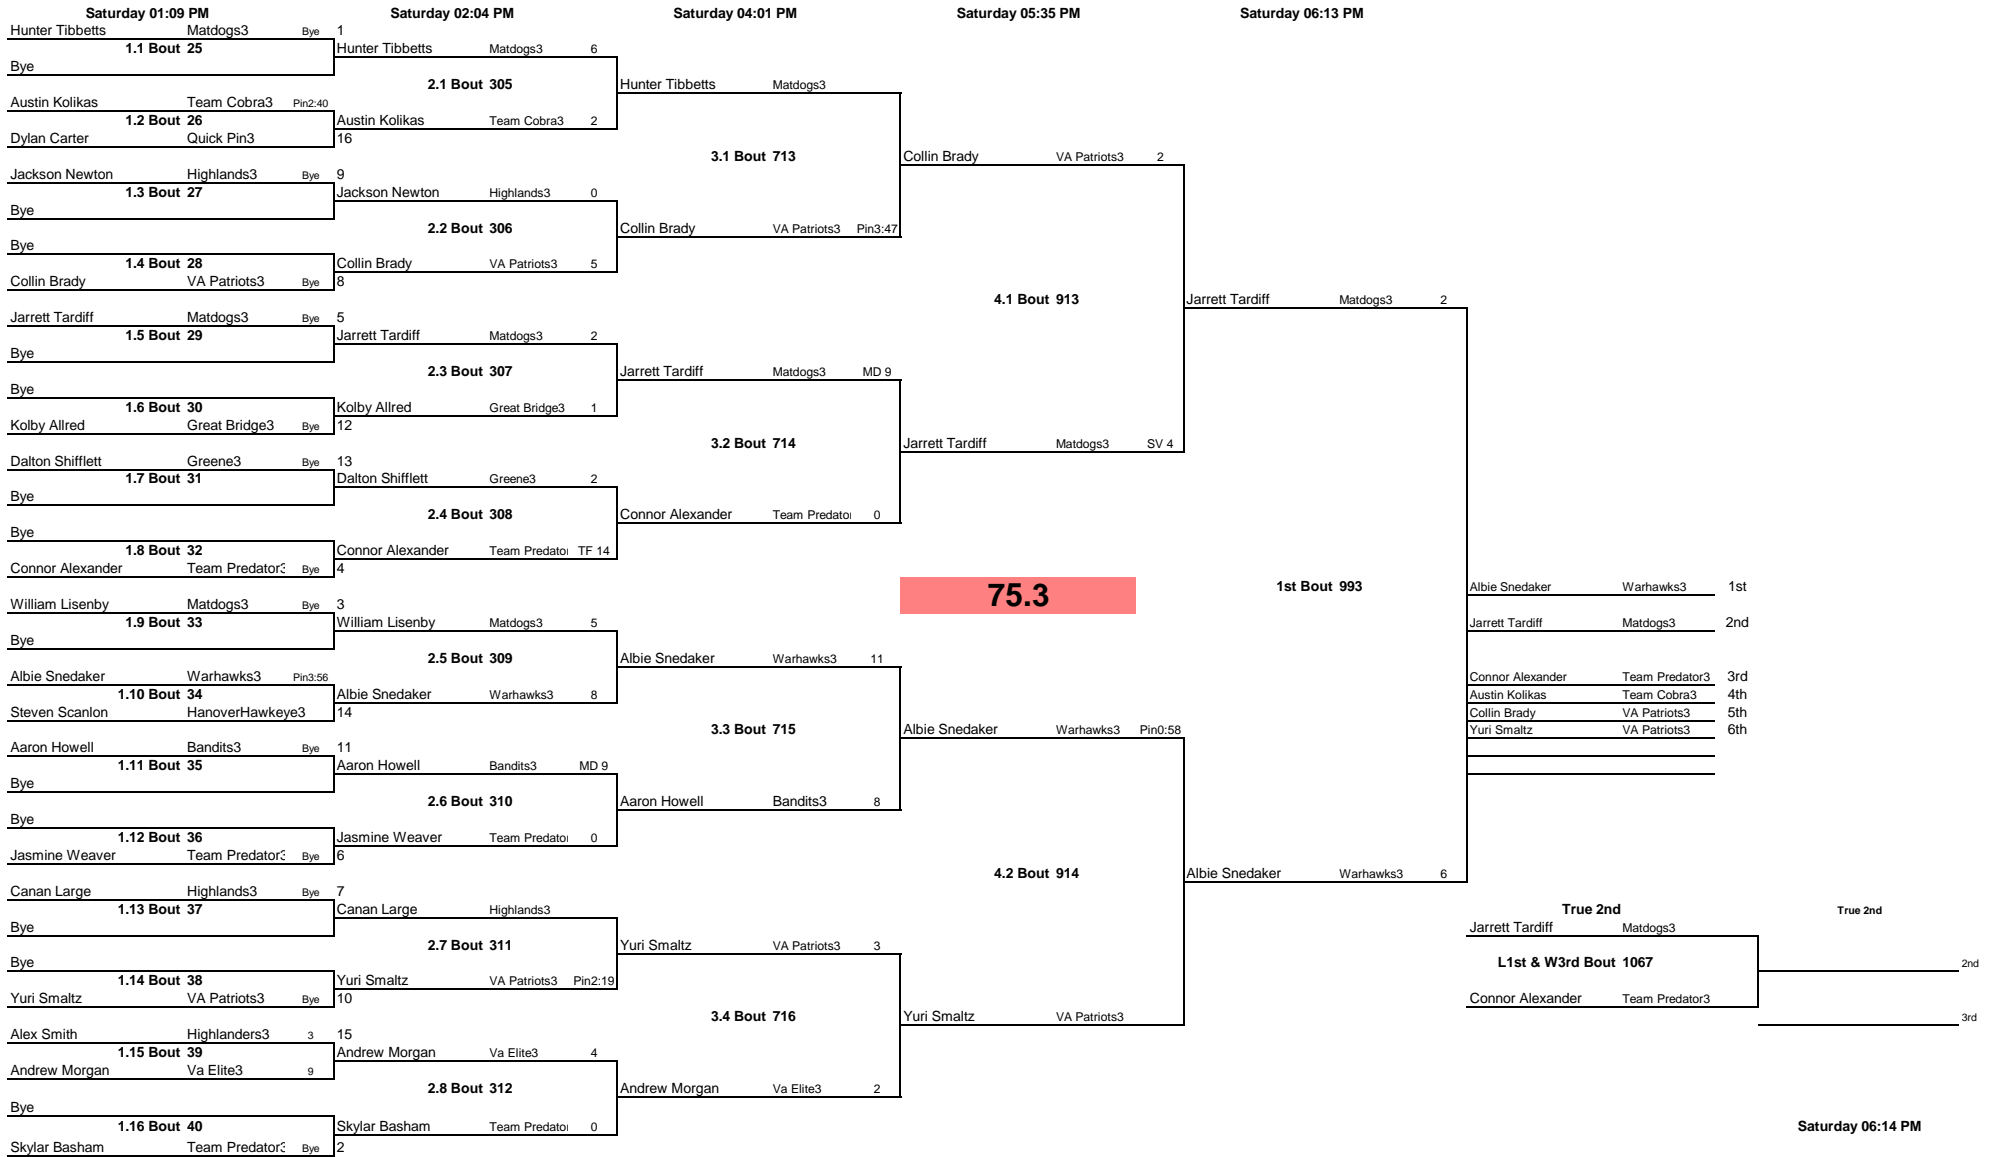 Saturday 01:09 PM Saturday 02:04 PM Saturday 04:01 PM Saturday 05:35 PM Saturday 06:13 PM
Hunter Tibbetts Matdogs3 Bye 1
1.1 Bout 25 Hunter Tibbetts Matdogs3 6
Bye
2.1 Bout 305 Hunter Tibbetts Matdogs3
Austin Kolikas Team Cobra3 Pin2:40
1.2 Bout 26 Austin Kolikas Team Cobra3 2
Dylan Carter Quick Pin3 16
3.1 Bout 713 Collin Brady VA Patriots3 2
Jackson Newton Highlands3 Bye 9
1.3 Bout 27 Jackson Newton Highlands3 0
Bye
2.2 Bout 306 Collin Brady VA Patriots3 Pin3:47
Bye
1.4 Bout 28 Collin Brady VA Patriots3 5
Collin Brady VA Patriots3 Bye 8
4.1 Bout 913 Jarrett Tardiff Matdogs3 2
Jarrett Tardiff Matdogs3 Bye 5
1.5 Bout 29 Jarrett Tardiff Matdogs3 2
Bye
2.3 Bout 307 Jarrett Tardiff Matdogs3 MD 9
Bye
1.6 Bout 30 Kolby Allred Great Bridge3 1
Kolby Allred Great Bridge3 Bye 12
3.2 Bout 714 Jarrett Tardiff Matdogs3 SV 4
Dalton Shifflett Greene3 Bye 13
1.7 Bout 31 Dalton Shifflett Greene3 2
Bye
2.4 Bout 308 Connor Alexander Team Predator 0
Bye
1.8 Bout 32 Connor Alexander Team Predator TF 14
Connor Alexander Team Predator3 Bye 4
75.3 1st Bout 993 Albie Snedaker Warhawks3 1st
William Lisenby Matdogs3 Bye 3
1.9 Bout 33 William Lisenby Matdogs3 5 Jarrett Tardiff Matdogs3 2nd
Bye
2.5 Bout 309 Albie Snedaker Warhawks3 11
Albie Snedaker Warhawks3 Pin3:56 Connor Alexander Team Predator3 3rd
1.10 Bout 34 Albie Snedaker Warhawks3 8 Austin Kolikas Team Cobra3 4th
Steven Scanlon HanoverHawkeye3 14 Collin Brady VA Patriots3 5th
3.3 Bout 715 Albie Snedaker Warhawks3 Pin0:58 Yuri Smaltz VA Patriots3 6th
Aaron Howell Bandits3 Bye 11
1.11 Bout 35 Aaron Howell Bandits3 MD 9
Bye
2.6 Bout 310 Aaron Howell Bandits3 8
Bye
1.12 Bout 36 Jasmine Weaver Team Predator 0
Jasmine Weaver Team Predator3 Bye 6
4.2 Bout 914 Albie Snedaker Warhawks3 6
Canan Large Highlands3 Bye 7
1.13 Bout 37 Canan Large Highlands3 True 2nd True 2nd
Bye Jarrett Tardiff Matdogs3
2.7 Bout 311 Yuri Smaltz VA Patriots3 3
Bye L1st & W3rd Bout 1067 2nd
1.14 Bout 38 Yuri Smaltz VA Patriots3 Pin2:19
Yuri Smaltz VA Patriots3 Bye 10 Connor Alexander Team Predator3
3.4 Bout 716 Yuri Smaltz VA Patriots3 3rd
Alex Smith Highlanders3 3 15
1.15 Bout 39 Andrew Morgan Va Elite3 4
Andrew Morgan Va Elite3 9
2.8 Bout 312 Andrew Morgan Va Elite3 2
Bye
1.16 Bout 40 Skylar Basham Team Predator 0 Saturday 06:14 PM
Skylar Basham Team Predator3 Bye 2